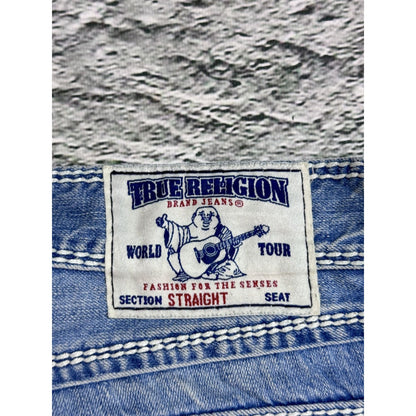 TRUE RELIGION
BRAND JEANS®
WORLD TOUR
FASHION FOR THE SENSES
SECTION STRAIGHT SEAT